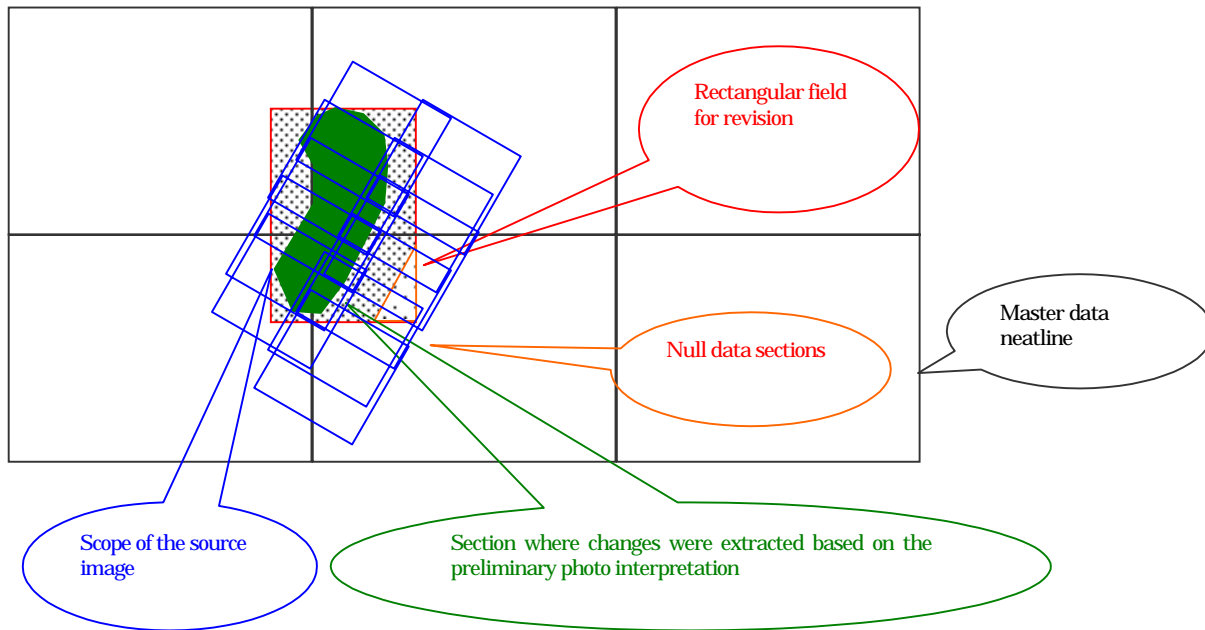 Rectangular field
for revision
Master data
neatline
Null data sections
Scope of the source
image
Section where changes were extracted based on the
preliminary photo interpretation